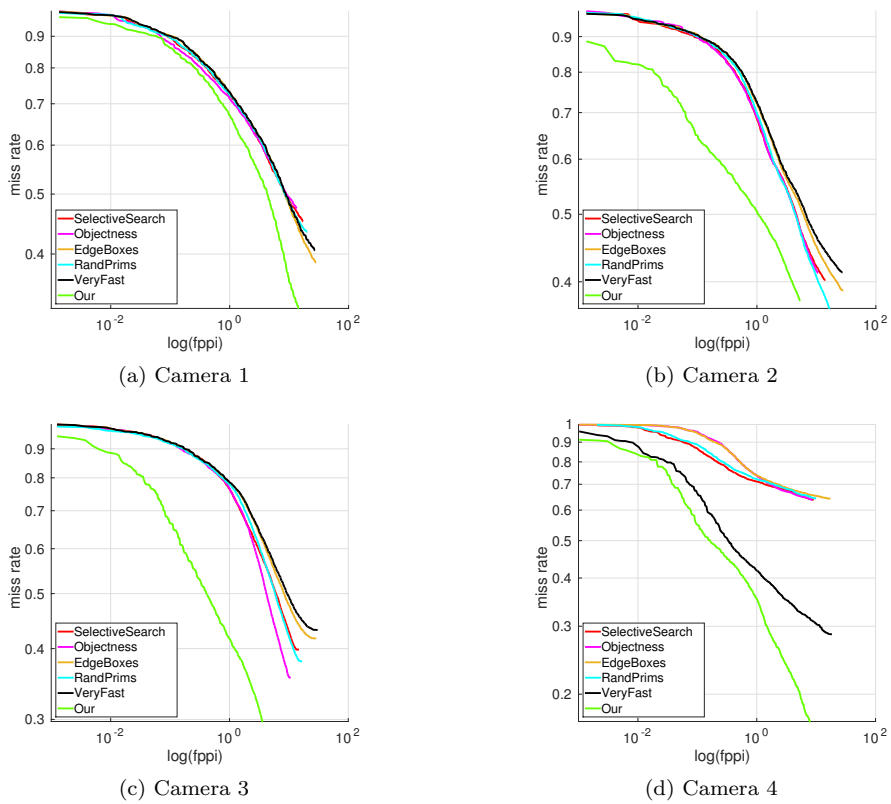 0.9
0.8
0.7
0.6
0.5
0.4
miss rate
SelectiveSearch
Objectness
EdgeBoxes
RandPrims
VeryFast
Our
10^-2
10^0
10^2
log(fppi)
(a) Camera 1
0.9
0.8
0.7
0.6
0.5
0.4
miss rate
SelectiveSearch
Objectness
EdgeBoxes
RandPrims
VeryFast
Our
10^-2
10^0
10^2
log(fppi)
(b) Camera 2
0.9
0.8
0.7
0.6
0.5
0.4
0.3
miss rate
SelectiveSearch
Objectness
EdgeBoxes
RandPrims
VeryFast
Our
10^-2
10^0
10^2
log(fppi)
(c) Camera 3
1
0.9
0.8
0.7
0.6
0.5
0.4
0.3
0.2
miss rate
SelectiveSearch
Objectness
EdgeBoxes
RandPrims
VeryFast
Our
10^-2
10^0
10^2
log(fppi)
(d) Camera 4